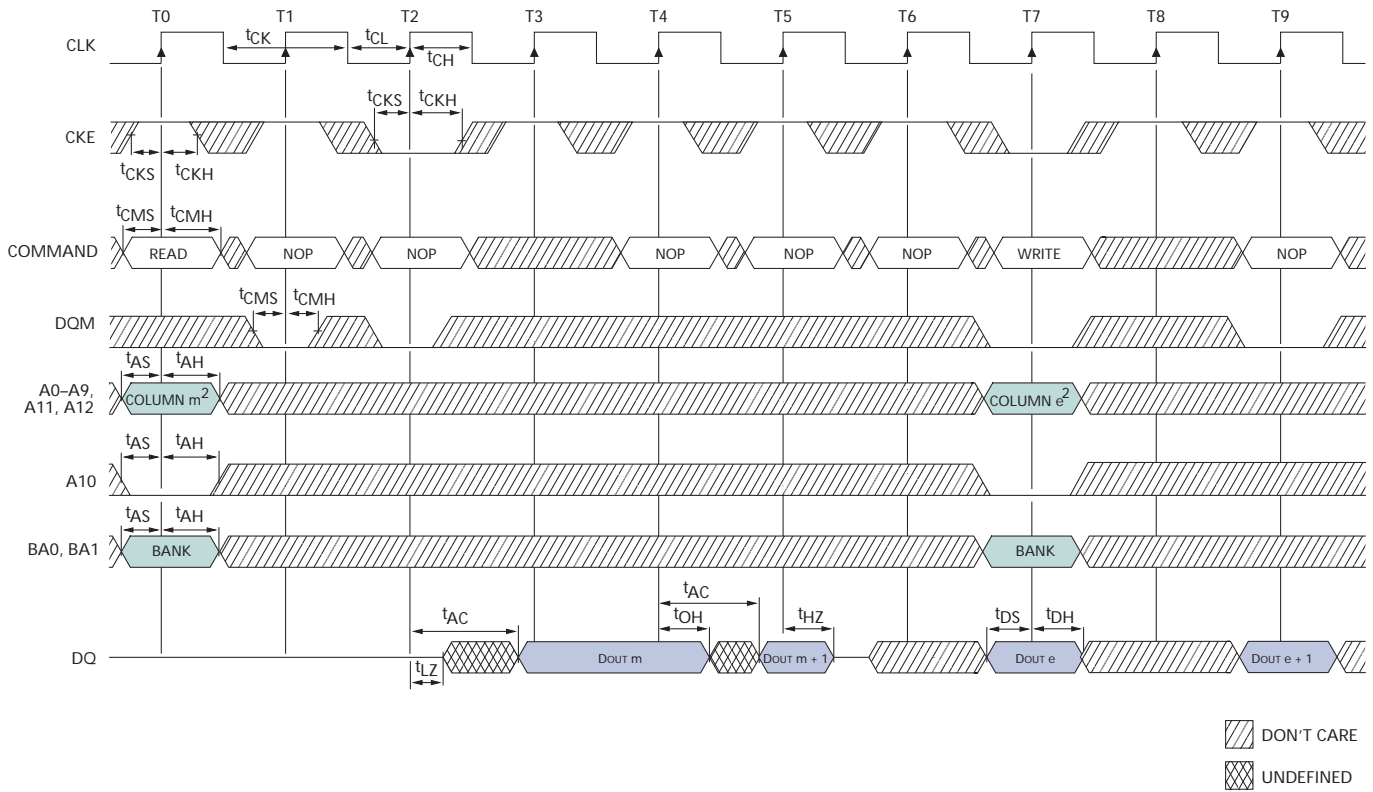 T0 T1 T2 T3 T4 T5 T6 T7 T8 T9
CLK
tCK tCL
tCH
tCKS tCKH
CKE
tCKS tCKH
tCMS tCMH
COMMAND READ NOP NOP NOP NOP NOP WRITE NOP
tCMS tCMH
DQM
tAS tAH
A0–A9,
A11, A12
COLUMN m2 COLUMN e2
tAS tAH
A10
tAS tAH
BA0, BA1 BANK BANK
tAC
tAC tOH tHZ tDS tDH
DQ DOUT m DOUT m + 1 DOUT e DOUT e + 1
tLZ
DON'T CARE
UNDEFINED